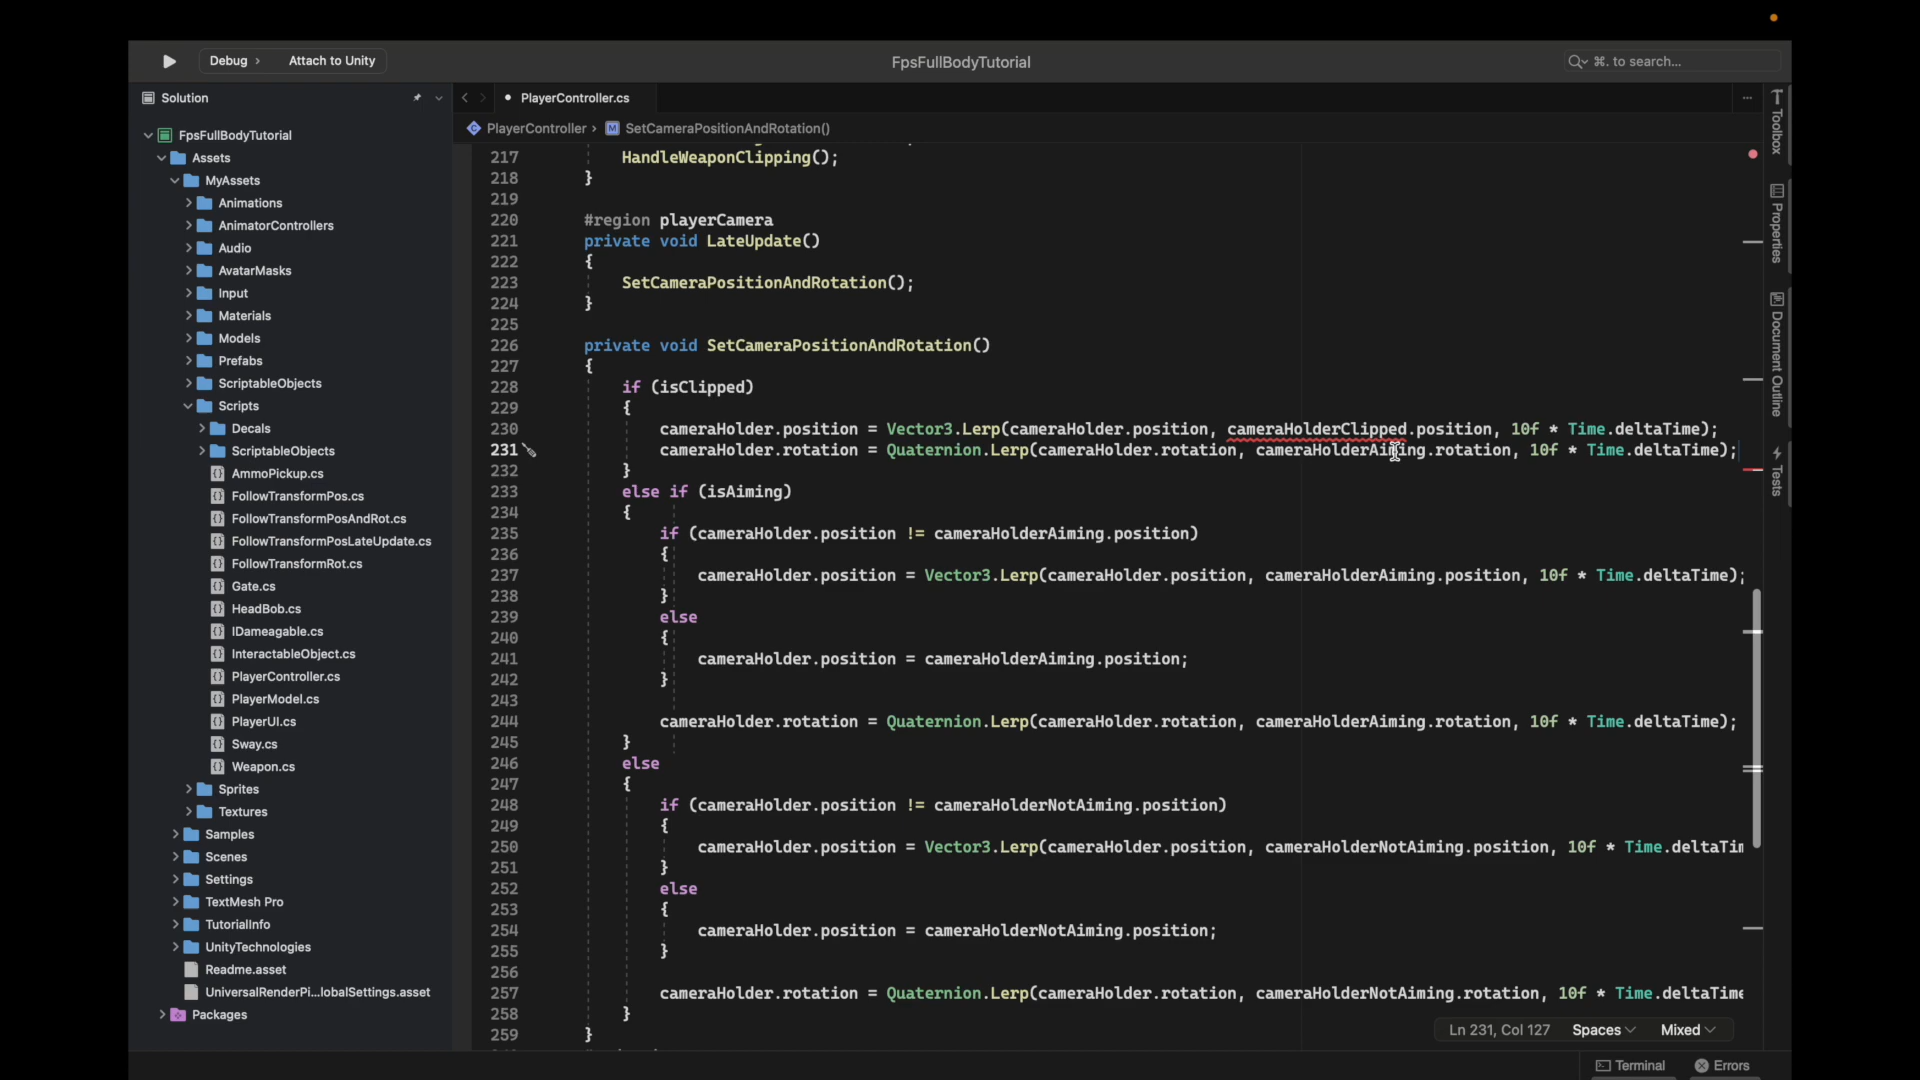 Debug › Attach to Unity
FpsFullBodyTutorial
⌘. to search...
Solution
PlayerController.cs
PlayerController › M SetCameraPositionAndRotation()
FpsFullBodyTutorial
Assets
MyAssets
Animations
AnimatorControllers
Audio
AvatarMasks
Input
Materials
Models
Prefabs
ScriptableObjects
Scripts
Decals
ScriptableObjects
AmmoPickup.cs
FollowTransformPos.cs
FollowTransformPosAndRot.cs
FollowTransformPosLateUpdate.cs
FollowTransformRot.cs
Gate.cs
HeadBob.cs
IDameagable.cs
InteractableObject.cs
PlayerController.cs
PlayerModel.cs
PlayerUI.cs
Sway.cs
Weapon.cs
Sprites
Textures
Samples
Scenes
Settings
TextMesh Pro
TutorialInfo
UnityTechnologies
Readme.asset
UniversalRenderPi...lobalSettings.asset
Packages
217 HandleWeaponClipping();
218 }
219
220 #region playerCamera
221 private void LateUpdate()
222 {
223 SetCameraPositionAndRotation();
224 }
225
226 private void SetCameraPositionAndRotation()
227 {
228 if (isClipped)
229 {
230 cameraHolder.position = Vector3.Lerp(cameraHolder.position, cameraHolderClipped.position, 10f * Time.deltaTime);
231 cameraHolder.rotation = Quaternion.Lerp(cameraHolder.rotation, cameraHolderAiming.rotation, 10f * Time.deltaTime);
232 }
233 else if (isAiming)
234 {
235 if (cameraHolder.position != cameraHolderAiming.position)
236 {
237 cameraHolder.position = Vector3.Lerp(cameraHolder.position, cameraHolderAiming.position, 10f * Time.deltaTime);
238 }
239 else
240 {
241 cameraHolder.position = cameraHolderAiming.position;
242 }
243
244 cameraHolder.rotation = Quaternion.Lerp(cameraHolder.rotation, cameraHolderAiming.rotation, 10f * Time.deltaTime);
245 }
246 else
247 {
248 if (cameraHolder.position != cameraHolderNotAiming.position)
249 {
250 cameraHolder.position = Vector3.Lerp(cameraHolder.position, cameraHolderNotAiming.position, 10f * Time.deltaTim
251 }
252 else
253 {
254 cameraHolder.position = cameraHolderNotAiming.position;
255 }
256
257 cameraHolder.rotation = Quaternion.Lerp(cameraHolder.rotation, cameraHolderNotAiming.rotation, 10f * Time.deltaTime
258 }
259 }
Toolbox
Properties
Document Outline
Tests
Ln 231, Col 127 Spaces Mixed
Terminal Errors